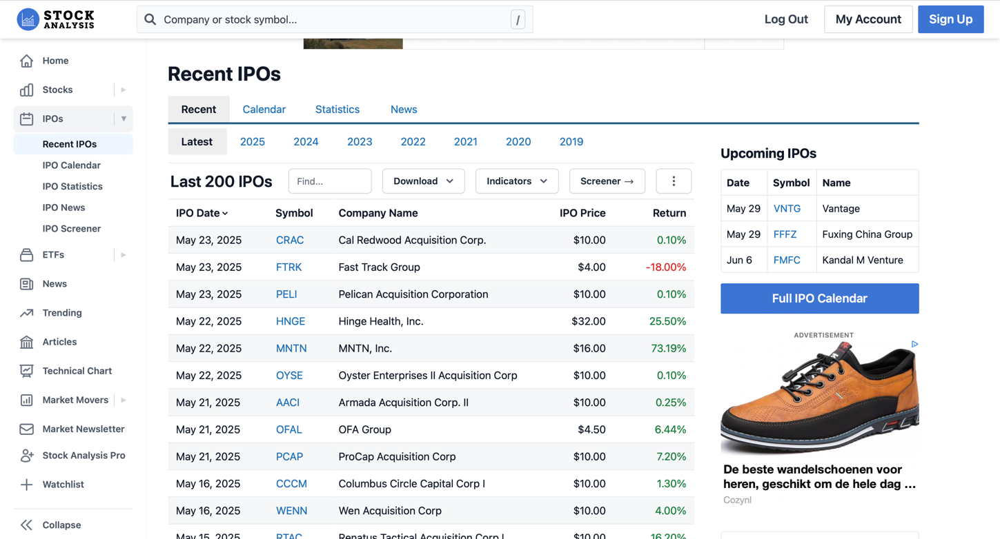 STOCK ANALYSIS
Company or stock symbol...
/
Log Out
My Account
Sign Up
Home
Stocks
IPOs
Recent IPOs
IPO Calendar
IPO Statistics
IPO News
IPO Screener
ETFs
News
Trending
Articles
Technical Chart
Market Movers
Market Newsletter
Stock Analysis Pro
Watchlist
Collapse
Recent IPOs
Recent Calendar Statistics News
Latest 2025 2024 2023 2022 2021 2020 2019
Last 200 IPOs Find... Download Indicators Screener →
IPO Date Symbol Company Name IPO Price Return
May 23, 2025 CRAC Cal Redwood Acquisition Corp. $10.00 0.10%
May 23, 2025 FTRK Fast Track Group $4.00 -18.00%
May 23, 2025 PELI Pelican Acquisition Corporation $10.00 0.10%
May 22, 2025 HNGE Hinge Health, Inc. $32.00 25.50%
May 22, 2025 MNTN MNTN, Inc. $16.00 73.19%
May 22, 2025 OYSE Oyster Enterprises II Acquisition Corp $10.00 0.10%
May 21, 2025 AACI Armada Acquisition Corp. II $10.00 0.25%
May 21, 2025 OFAL OFA Group $4.50 6.44%
May 21, 2025 PCAP ProCap Acquisition Corp $10.00 7.20%
May 16, 2025 CCCM Columbus Circle Capital Corp I $10.00 1.30%
May 16, 2025 WENN Wen Acquisition Corp $10.00 4.00%
May 15, 2025 RTAC Renatus Tactical Acquisition Corp I $10.00 16.20%
Upcoming IPOs
Date Symbol Name
May 29 VNTG Vantage
May 29 FFFZ Fuxing China Group
Jun 6 FMFC Kandal M Venture
Full IPO Calendar
ADVERTISEMENT
De beste wandelschoenen voor
heren, geschikt om de hele dag ...
Cozynl